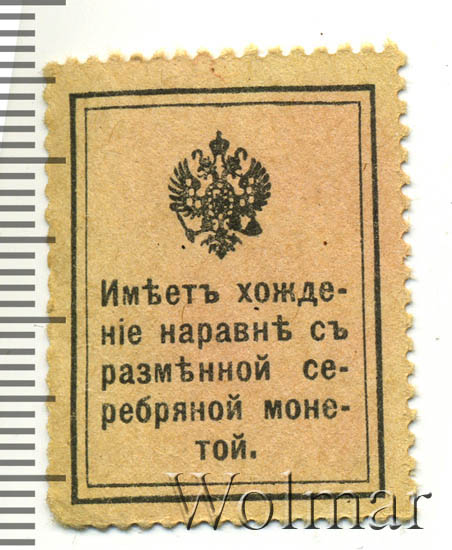 Имѣетъ хожде-
ніе наравнѣ съ
размѣнной се-
ребряной моне-
той.
Wolmar